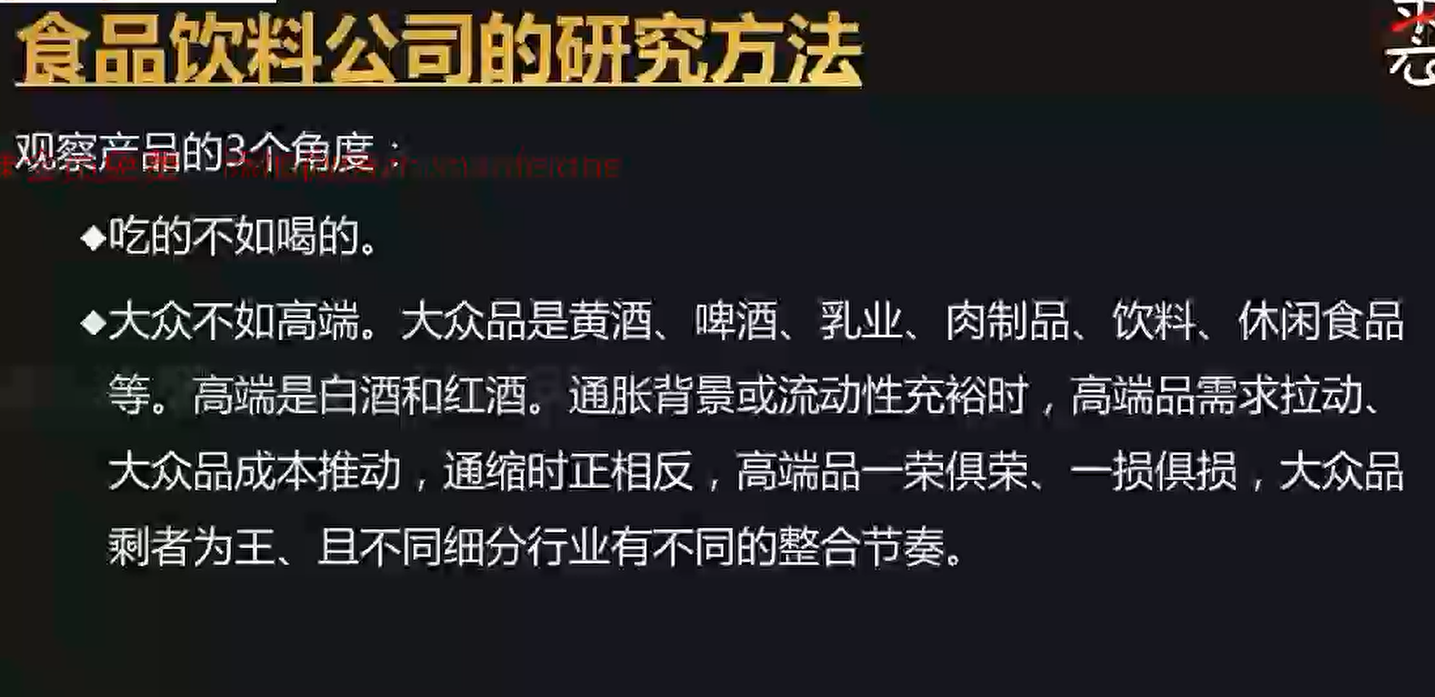 食品饮料公司的研究方法
观察产品的3个角度：
◆吃的不如喝的。
◆大众不如高端。大众品是黄酒、啤酒、乳业、肉制品、饮料、休闲食品
等。高端是白酒和红酒。通胀背景或流动性充裕时，高端品需求拉动、
大众品成本推动，通缩时正相反，高端品一荣俱荣、一损俱损，大众品
剩者为王、且不同细分行业有不同的整合节奏。